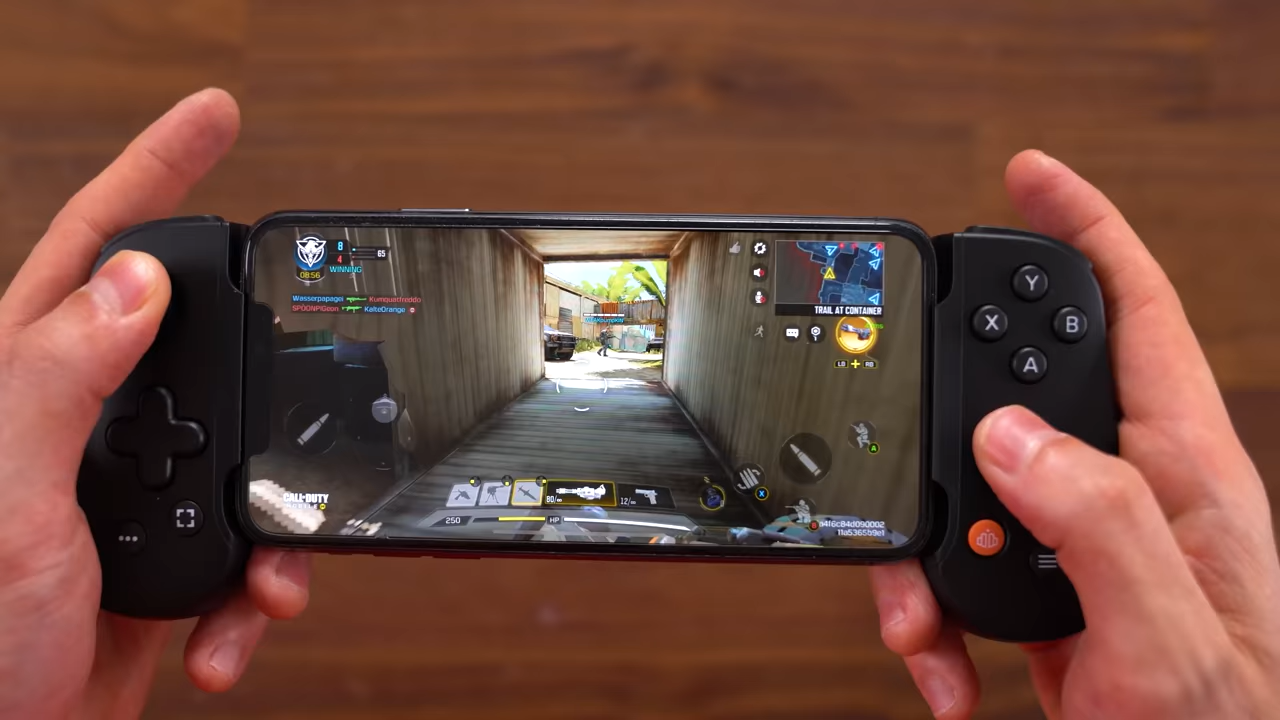 8
4
65
WINNING
08:56
Wasserpapagei Kumquatfreddo
SPOONPIGeon KalteOrange
TRAIL AT CONTAINER
LB + RB
A
X
B
80/∞
12/∞
250
HP
CALL·DUTY
MOBILE
11a5365b9e1
Y
X
B
A